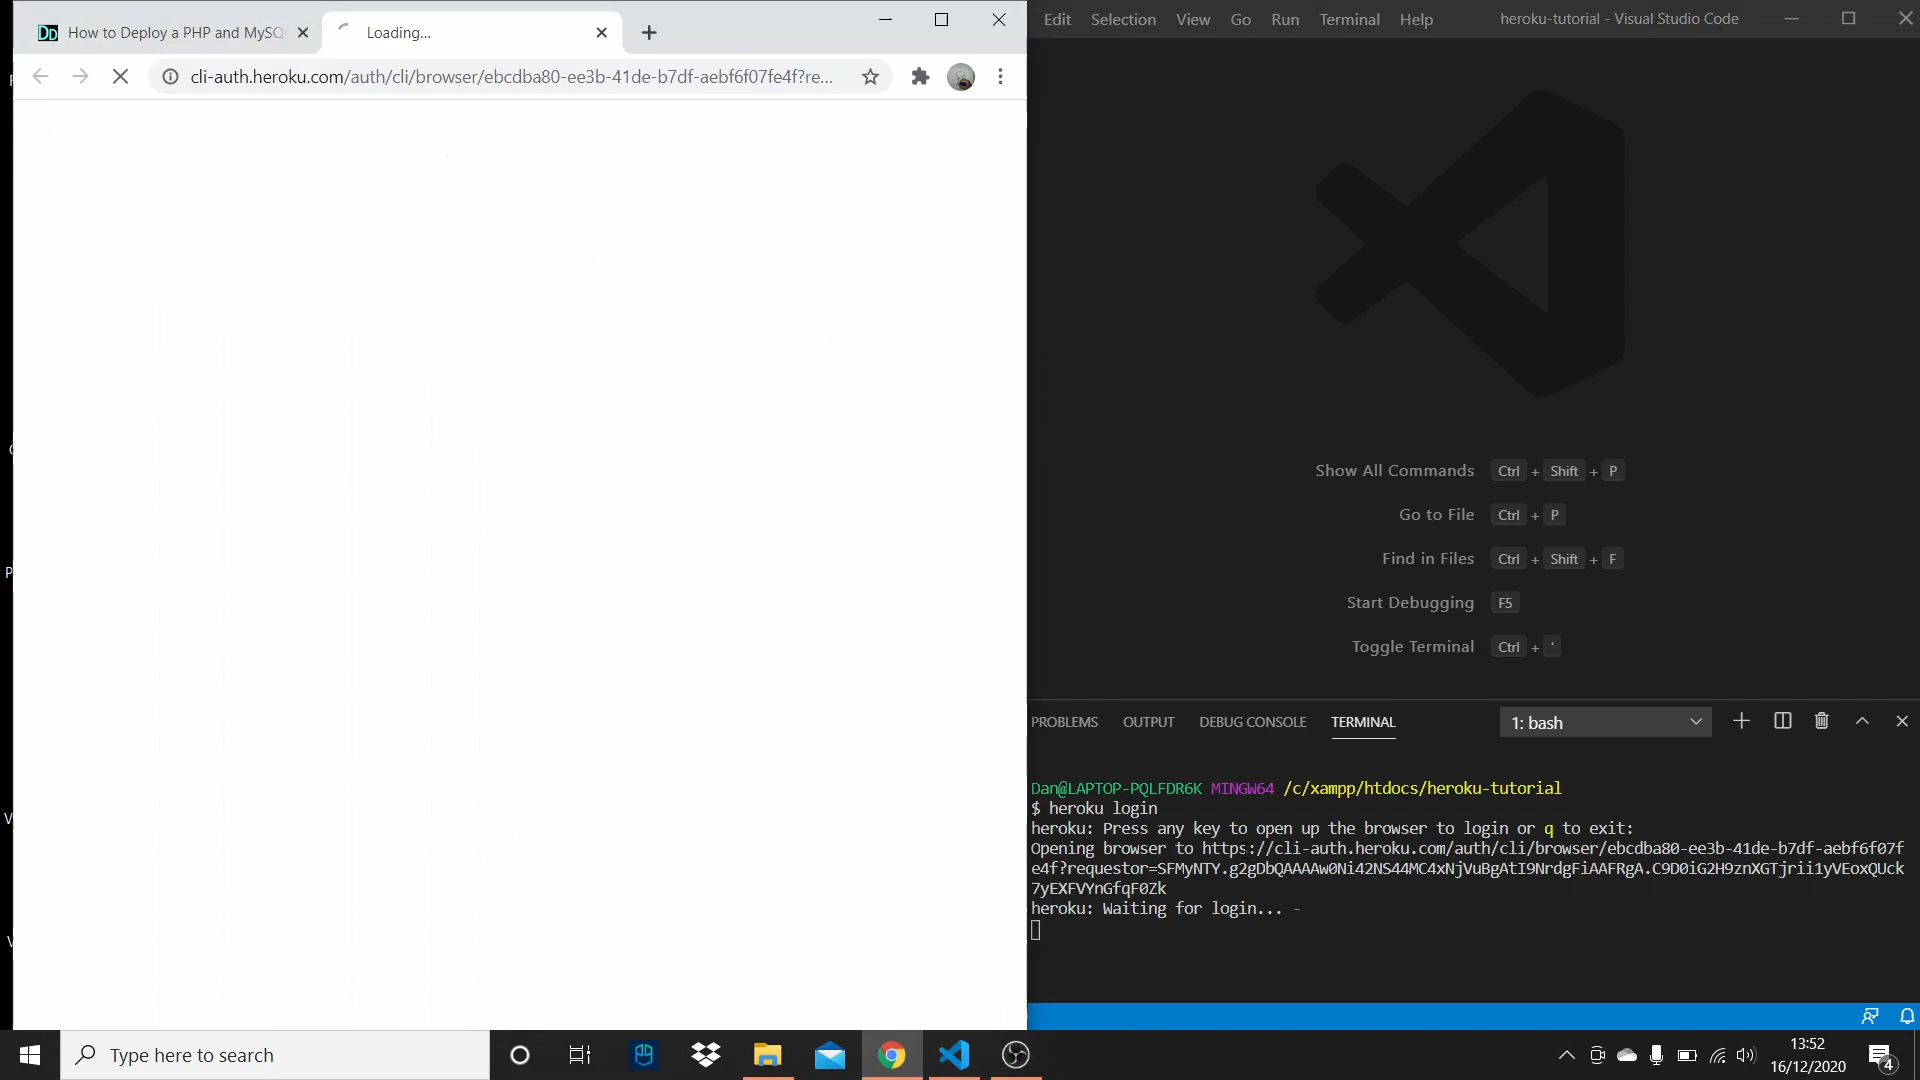 How to Deploy a PHP and MySQ
Loading...
cli-auth.heroku.com/auth/cli/browser/ebcdba80-ee3b-41de-b7df-aebf6f07fe4f?re...
Edit Selection View Go Run Terminal Help heroku-tutorial - Visual Studio Code
Show All Commands Ctrl + Shift + P
Go to File Ctrl + P
Find in Files Ctrl + Shift + F
Start Debugging F5
Toggle Terminal Ctrl + '
PROBLEMS OUTPUT DEBUG CONSOLE TERMINAL 1: bash
Dan@LAPTOP-PQLFDR6K MINGW64 /c/xampp/htdocs/heroku-tutorial
$ heroku login
heroku: Press any key to open up the browser to login or q to exit:
Opening browser to https://cli-auth.heroku.com/auth/cli/browser/ebcdba80-ee3b-41de-b7df-aebf6f07f
e4f?requestor=SFMyNTY.g2gDbQAAAAw0Ni42NS44MC4xNjVuBgAtI9NrdgFiAAFRgA.C9D0iG2H9znXGTjrii1yVEoxQUck
7yEXFVYnGfqF0Zk
heroku: Waiting for login... -
Type here to search
13:52
16/12/2020
4